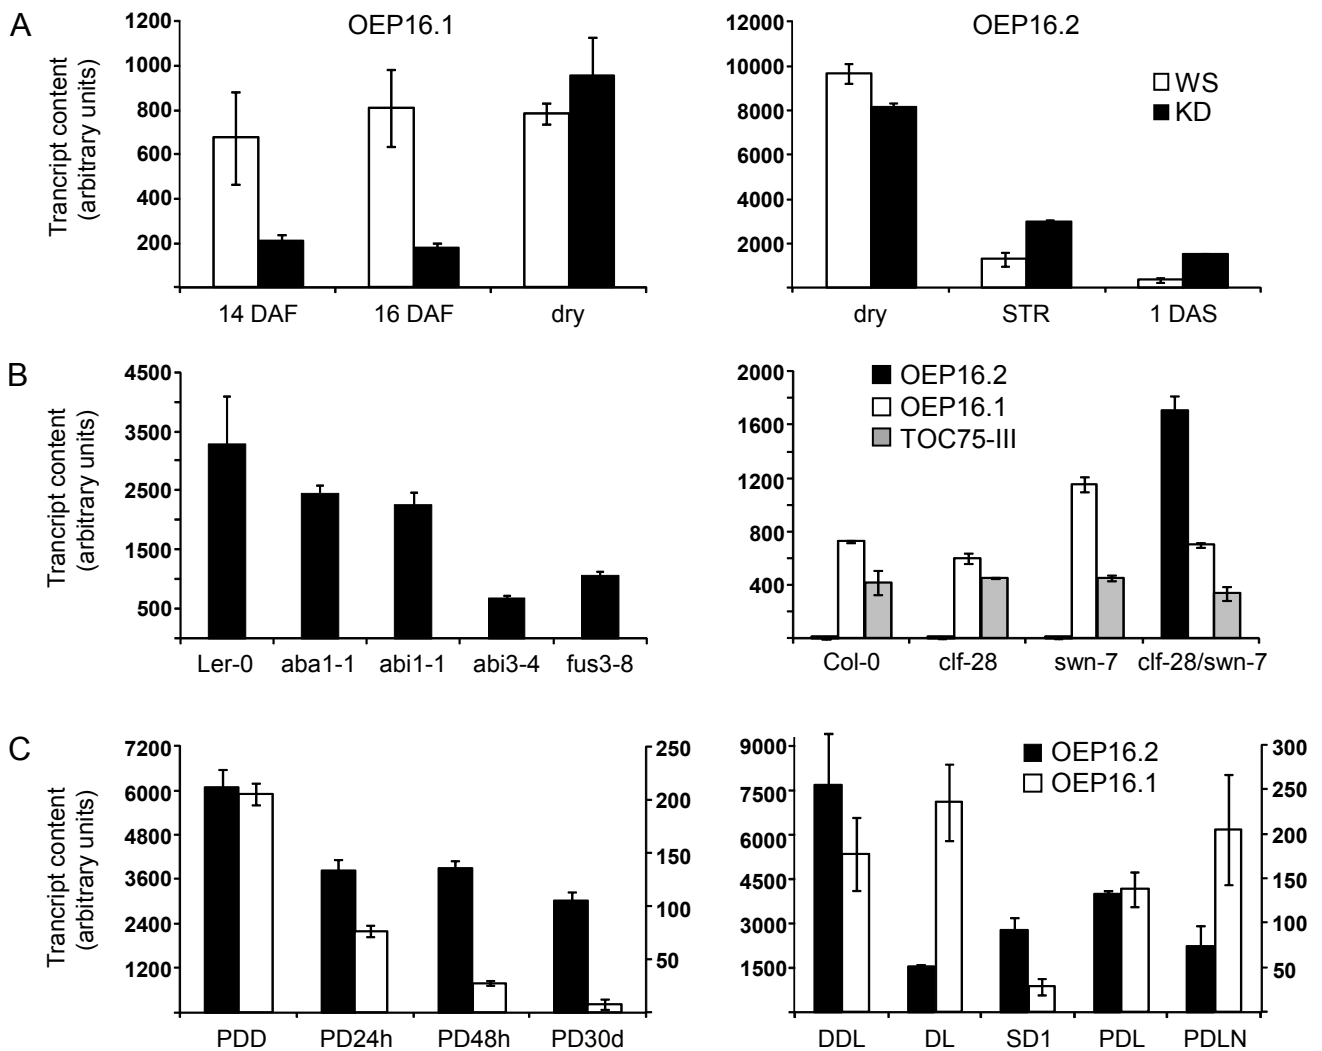 A
OEP16.1
Trancript content
(arbitrary units)
1200
1000
800
600
400
200
14 DAF
16 DAF
dry
OEP16.2
12000
10000
8000
6000
4000
2000
WS
KD
dry
STR
1 DAS
B
Trancript content
(arbitrary units)
4500
3500
2500
1500
500
Ler-0
aba1-1
abi1-1
abi3-4
fus3-8
2000
1600
1200
800
400
OEP16.2
OEP16.1
TOC75-III
Col-0
clf-28
swn-7
clf-28/swn-7
C
Trancript content
(arbitrary units)
7200
6000
4800
3600
2400
1200
250
200
150
100
50
PDD
PD24h
PD48h
PD30d
9000
7500
6000
4500
3000
1500
OEP16.2
OEP16.1
300
250
200
150
100
50
DDL
DL
SD1
PDL
PDLN